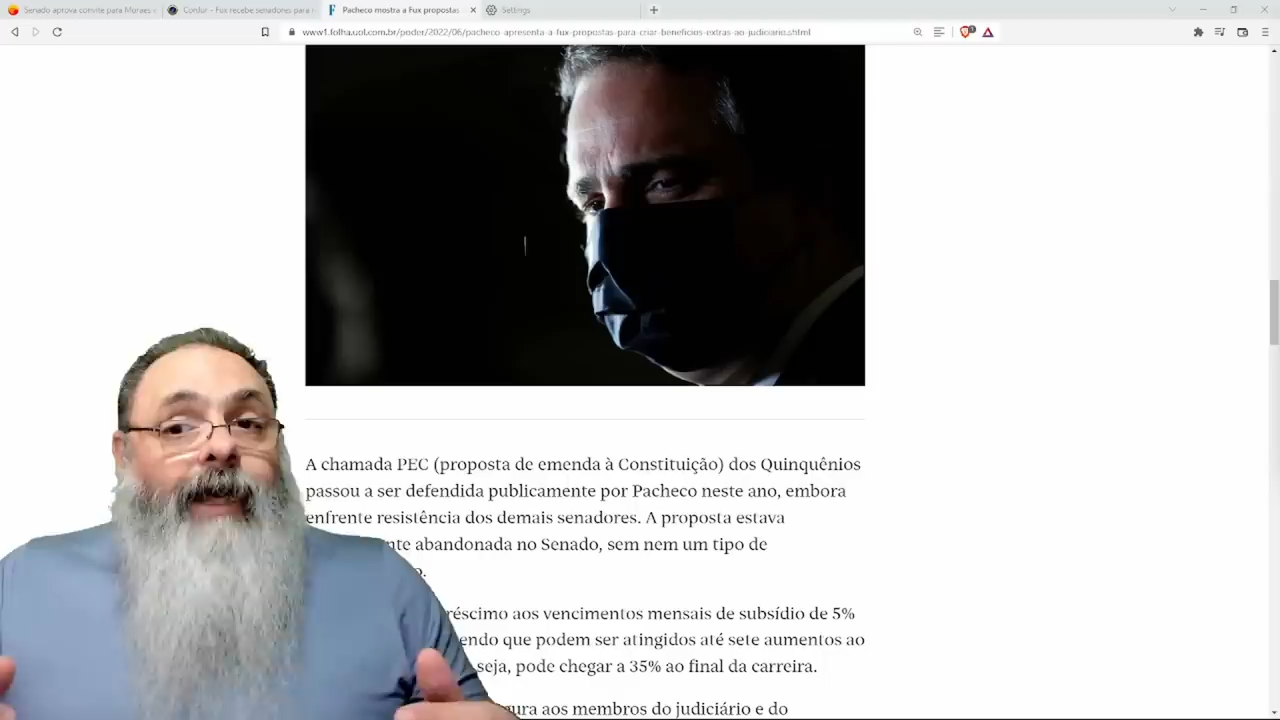 Senado aprova convite para Moraes
ConJur - Fux recebe senadores para
Pacheco mostra a Fux propostas
Settings
www1.folha.uol.com.br/poder/2022/06/pacheco-apresenta-a-fux-propostas-para-criar-beneficios-extras-ao-judiciario.shtml
A chamada PEC (proposta de emenda à Constituição) dos Quinquênios
passou a ser defendida publicamente por Pacheco neste ano, embora
enfrente resistência dos demais senadores. A proposta estava
nte abandonada no Senado, sem nem um tipo de
o.
réscimo aos vencimentos mensais de subsídio de 5%
endo que podem ser atingidos até sete aumentos ao
seja, pode chegar a 35% ao final da carreira.
gura aos membros do judiciário e do